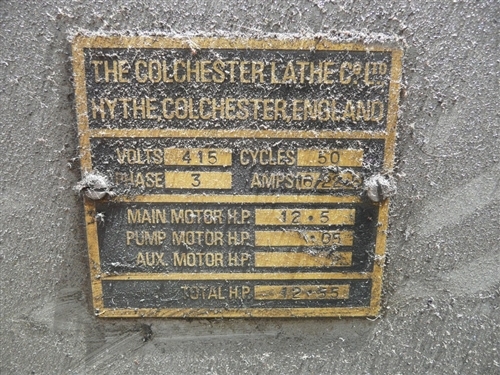 THE COLCHESTER LATHE CO. LTD
HYTHE, COLCHESTER, ENGLAND
VOLTS 415 CYCLES 50
PHASE 3 AMPS
MAIN MOTOR H.P. 12.5
PUMP MOTOR H.P. .05
AUX. MOTOR H.P.
TOTAL H.P. 12.55